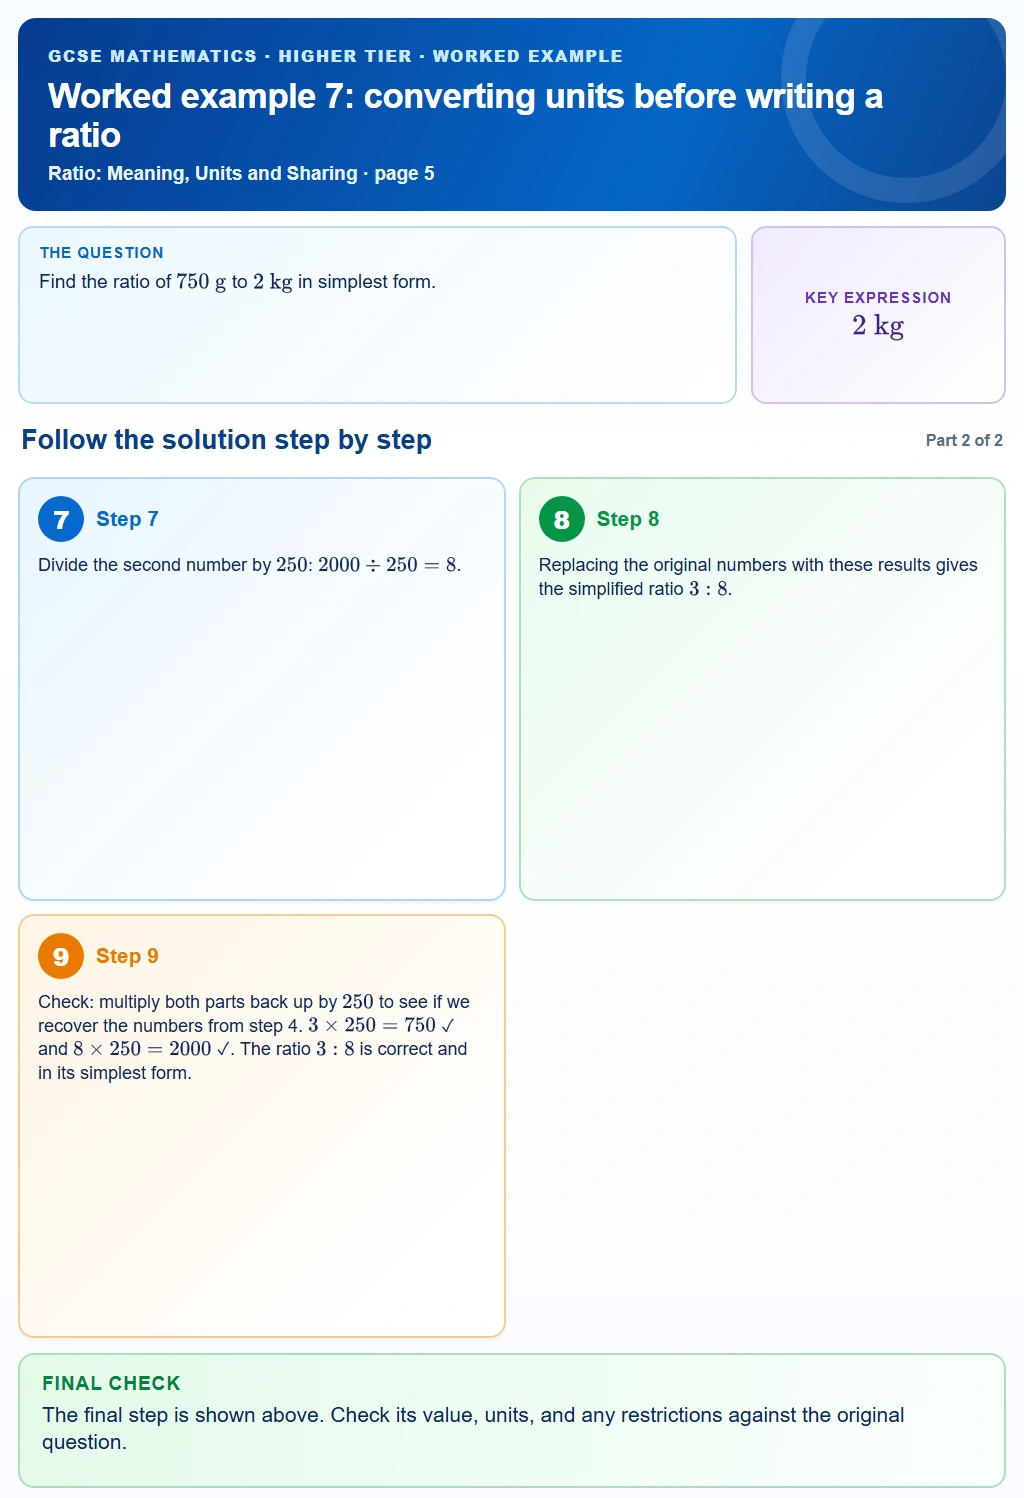 GCSE MATHEMATICS · HIGHER TIER · WORKED EXAMPLE
Worked example 7: converting units before writing a
ratio
Ratio: Meaning, Units and Sharing · page 5
THE QUESTION
Find the ratio of 750 g to 2 kg in simplest form.
KEY EXPRESSION
2 kg
Follow the solution step by step
Part 2 of 2
7 Step 7
Divide the second number by 250: 2000 ÷ 250 = 8.
8 Step 8
Replacing the original numbers with these results gives
the simplified ratio 3 : 8.
9 Step 9
Check: multiply both parts back up by 250 to see if we
recover the numbers from step 4. 3 × 250 = 750 ✓
and 8 × 250 = 2000 ✓. The ratio 3 : 8 is correct and
in its simplest form.
FINAL CHECK
The final step is shown above. Check its value, units, and any restrictions against the original
question.